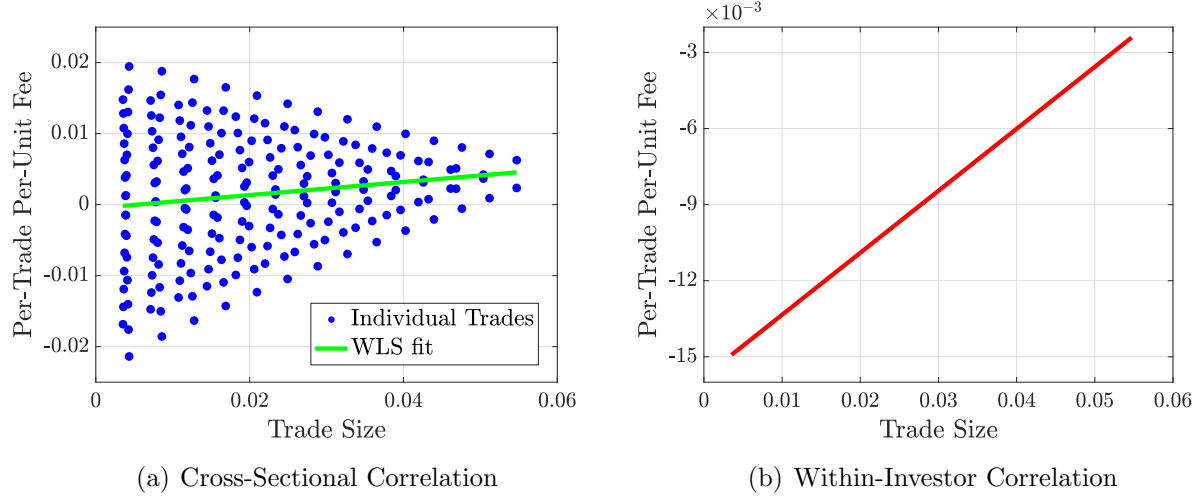 Per-Trade Per-Unit Fee
0.02
0.01
0
-0.01
-0.02
Individual Trades
WLS fit
0
0.02
0.04
0.06
Trade Size
(a) Cross-Sectional Correlation
×10⁻³
Per-Trade Per-Unit Fee
-3
-6
-9
-12
-15
0
0.01
0.02
0.03
0.04
0.05
0.06
Trade Size
(b) Within-Investor Correlation